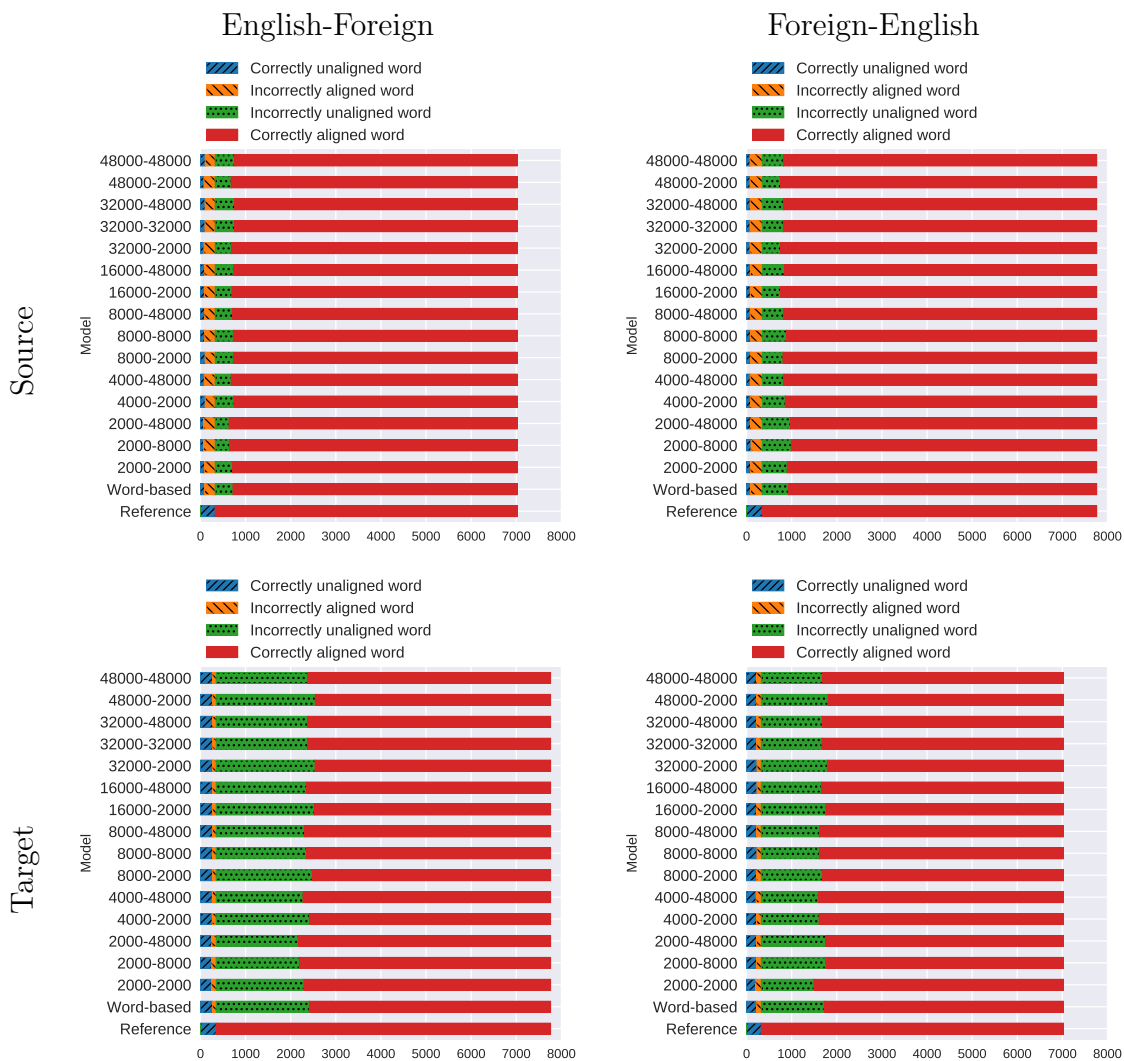 English-Foreign
Foreign-English
Source
Correctly unaligned word
Incorrectly aligned word
Incorrectly unaligned word
Correctly aligned word
Model
48000-48000
48000-2000
32000-48000
32000-32000
32000-2000
16000-48000
16000-2000
8000-48000
8000-8000
8000-2000
4000-48000
4000-2000
2000-48000
2000-8000
2000-2000
Word-based
Reference
0 1000 2000 3000 4000 5000 6000 7000 8000
Correctly unaligned word
Incorrectly aligned word
Incorrectly unaligned word
Correctly aligned word
Model
48000-48000
48000-2000
32000-48000
32000-32000
32000-2000
16000-48000
16000-2000
8000-48000
8000-8000
8000-2000
4000-48000
4000-2000
2000-48000
2000-8000
2000-2000
Word-based
Reference
0 1000 2000 3000 4000 5000 6000 7000 8000
Target
Correctly unaligned word
Incorrectly aligned word
Incorrectly unaligned word
Correctly aligned word
Model
48000-48000
48000-2000
32000-48000
32000-32000
32000-2000
16000-48000
16000-2000
8000-48000
8000-8000
8000-2000
4000-48000
4000-2000
2000-48000
2000-8000
2000-2000
Word-based
Reference
0 1000 2000 3000 4000 5000 6000 7000 8000
Correctly unaligned word
Incorrectly aligned word
Incorrectly unaligned word
Correctly aligned word
Model
48000-48000
48000-2000
32000-48000
32000-32000
32000-2000
16000-48000
16000-2000
8000-48000
8000-8000
8000-2000
4000-48000
4000-2000
2000-48000
2000-8000
2000-2000
Word-based
Reference
0 1000 2000 3000 4000 5000 6000 7000 8000